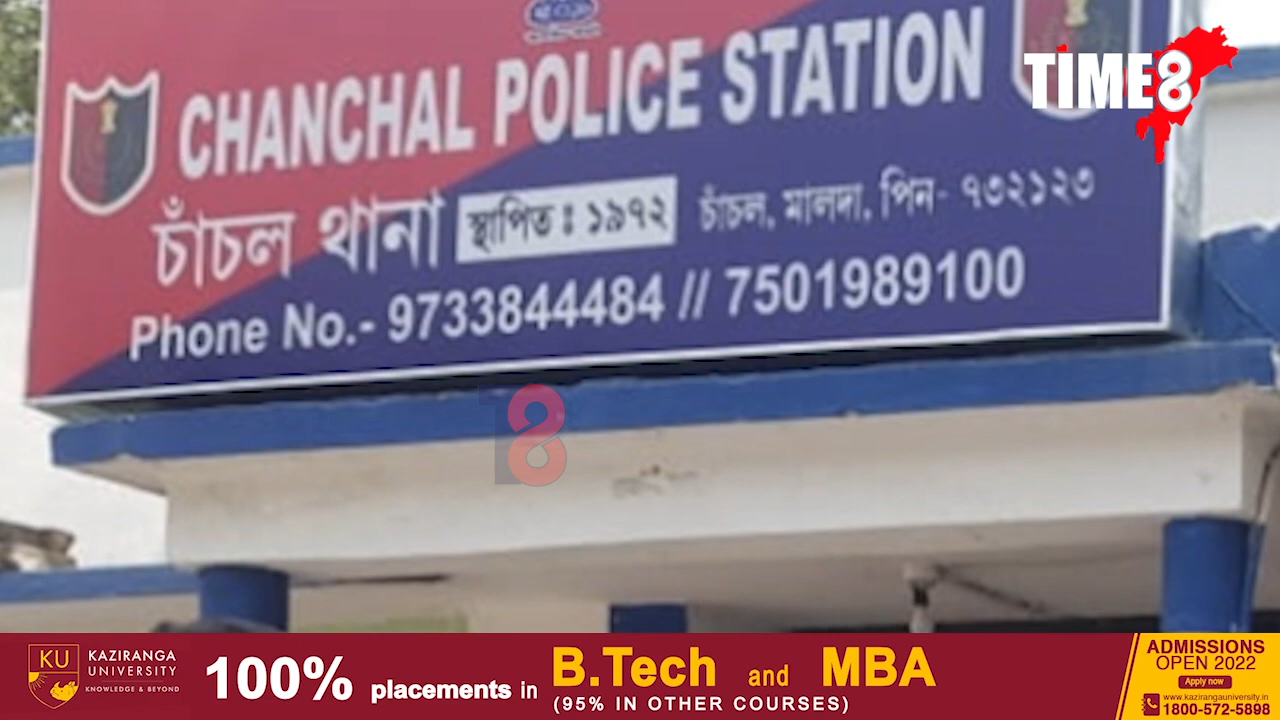 CHANCHAL POLICE STATION
চাঁচল থানা স্থাপিত : ১৯৭২ চাঁচল, মালদা, পিন- ৭৩২১২৩
Phone No.- 9733844484 // 7501989100
TIME8
18
KU
KAZIRANGA
UNIVERSITY
KNOWLEDGE & BEYOND
100% placements in B.Tech and MBA
(95% IN OTHER COURSES)
ADMISSIONS
OPEN 2022
Apply now
www.kazirangauniversity.in
1800-572-5898